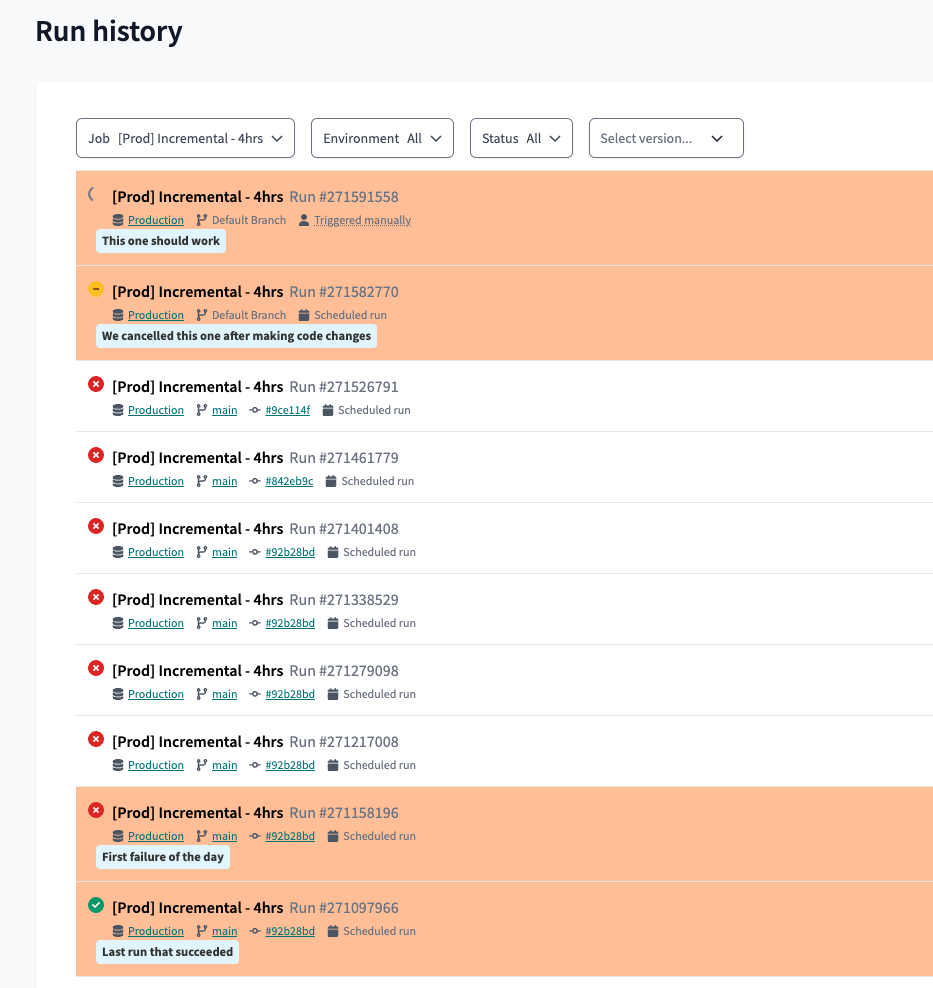 Run history
Job [Prod] Incremental - 4hrs Environment All Status All Select version...
[Prod] Incremental - 4hrs Run #271591558
Production Default Branch Triggered manually
This one should work
[Prod] Incremental - 4hrs Run #271582770
Production Default Branch Scheduled run
We cancelled this one after making code changes
[Prod] Incremental - 4hrs Run #271526791
Production main #9ce114f Scheduled run
[Prod] Incremental - 4hrs Run #271461779
Production main #842eb9c Scheduled run
[Prod] Incremental - 4hrs Run #271401408
Production main #92b28bd Scheduled run
[Prod] Incremental - 4hrs Run #271338529
Production main #92b28bd Scheduled run
[Prod] Incremental - 4hrs Run #271279098
Production main #92b28bd Scheduled run
[Prod] Incremental - 4hrs Run #271217008
Production main #92b28bd Scheduled run
[Prod] Incremental - 4hrs Run #271158196
Production main #92b28bd Scheduled run
First failure of the day
[Prod] Incremental - 4hrs Run #271097966
Production main #92b28bd Scheduled run
Last run that succeeded